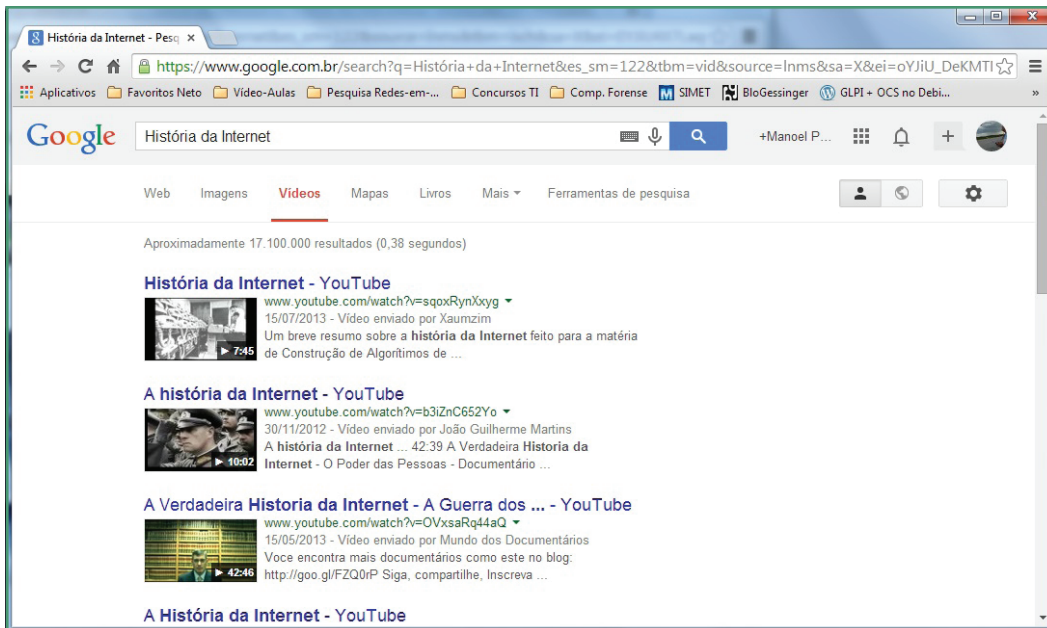 História da Internet - Pesq
https://www.google.com.br/search?q=História+da+Internet&es_sm=122&tbm=vid&source=lnms&sa=X&ei=oYJiU_DeKMTI
Aplicativos Favoritos Neto Vídeo-Aulas Pesquisa Redes-em-... Concursos TI Comp. Forense SIMET BloGessinger GLPI + OCS no Debi... »
Google História da Internet +Manoel P...
Web Imagens Vídeos Mapas Livros Mais Ferramentas de pesquisa
Aproximadamente 17.100.000 resultados (0,38 segundos)
História da Internet - YouTube
www.youtube.com/watch?v=sqoxRynXxyg
15/07/2013 - Vídeo enviado por Xaumzim
Um breve resumo sobre a história da Internet feito para a matéria
7:45 de Construção de Algorítimos de ...
A história da Internet - YouTube
www.youtube.com/watch?v=b3iZnC652Yo
30/11/2012 - Vídeo enviado por João Guilherme Martins
A história da Internet ... 42:39 A Verdadeira Historia da
10:02 Internet - O Poder das Pessoas - Documentário ...
A Verdadeira Historia da Internet - A Guerra dos ... - YouTube
www.youtube.com/watch?v=OVxsaRq44aQ
15/05/2013 - Vídeo enviado por Mundo dos Documentários
Voce encontra mais documentários como este no blog:
42:46 http://goo.gl/FZQ0rP Siga, compartilhe, Inscreva ...
A História da Internet - YouTube